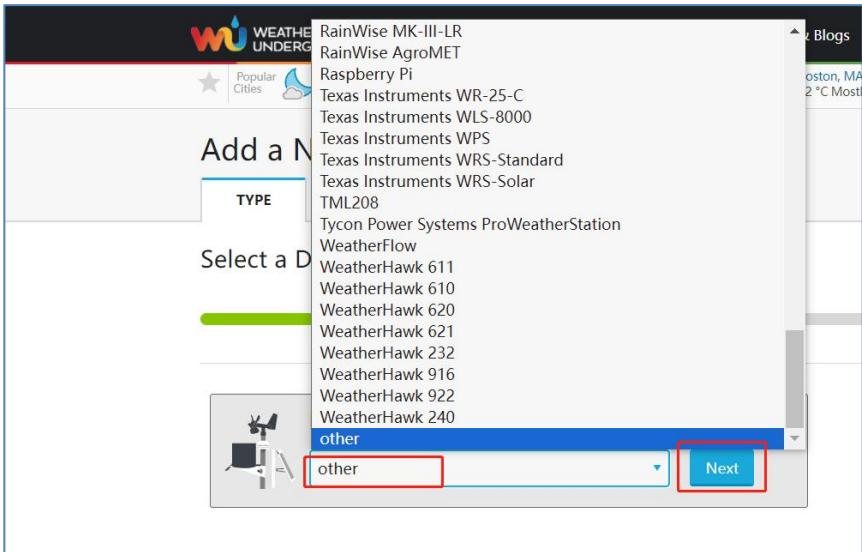 WEATHE
UNDERG
& Blogs
Popular
Cities
oston, MA
2 °C Mostl
Add a N
TYPE
Select a D
RainWise MK-III-LR
RainWise AgroMET
Raspberry Pi
Texas Instruments WR-25-C
Texas Instruments WLS-8000
Texas Instruments WPS
Texas Instruments WRS-Standard
Texas Instruments WRS-Solar
TML208
Tycon Power Systems ProWeatherStation
WeatherFlow
WeatherHawk 611
WeatherHawk 610
WeatherHawk 620
WeatherHawk 621
WeatherHawk 232
WeatherHawk 916
WeatherHawk 922
WeatherHawk 240
other
other
Next